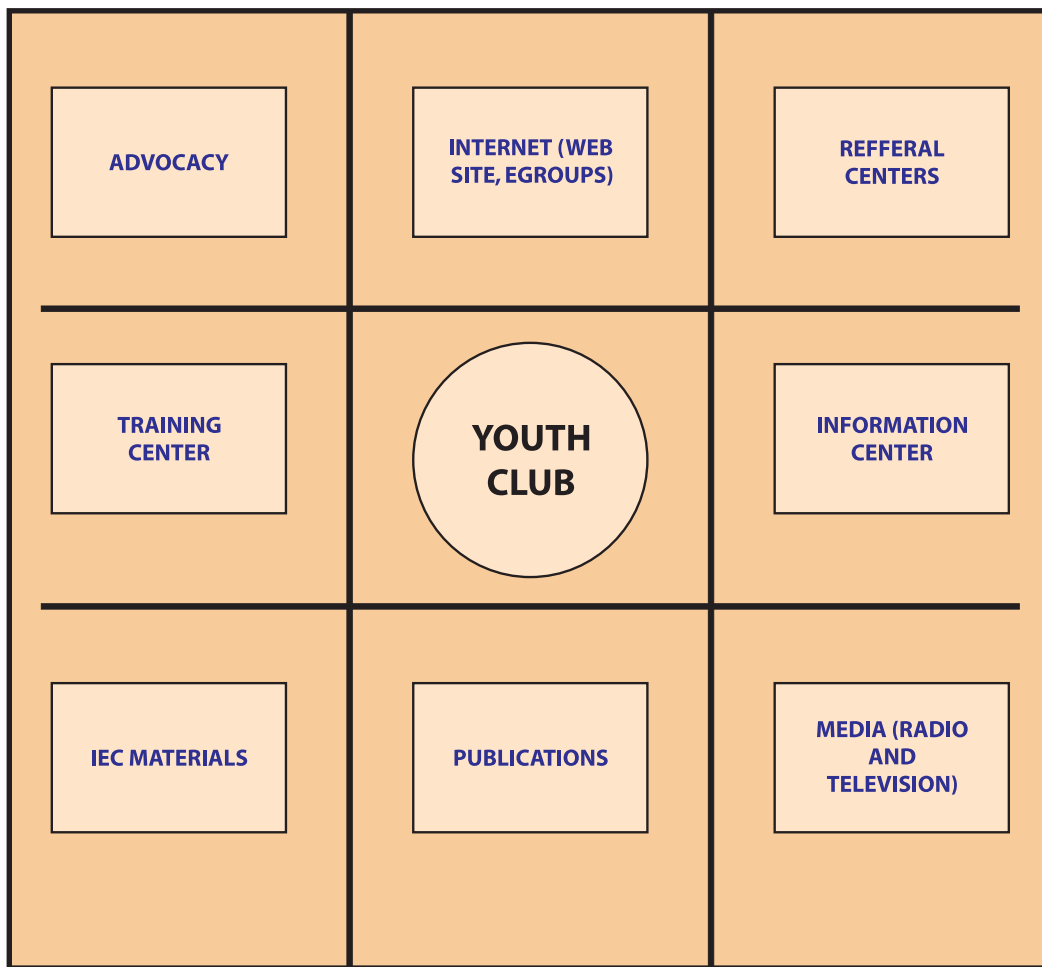 ADVOCACY
INTERNET (WEB
SITE, EGROUPS)
REFFERAL
CENTERS
TRAINING
CENTER
YOUTH
CLUB
INFORMATION
CENTER
IEC MATERIALS
PUBLICATIONS
MEDIA (RADIO
AND
TELEVISION)